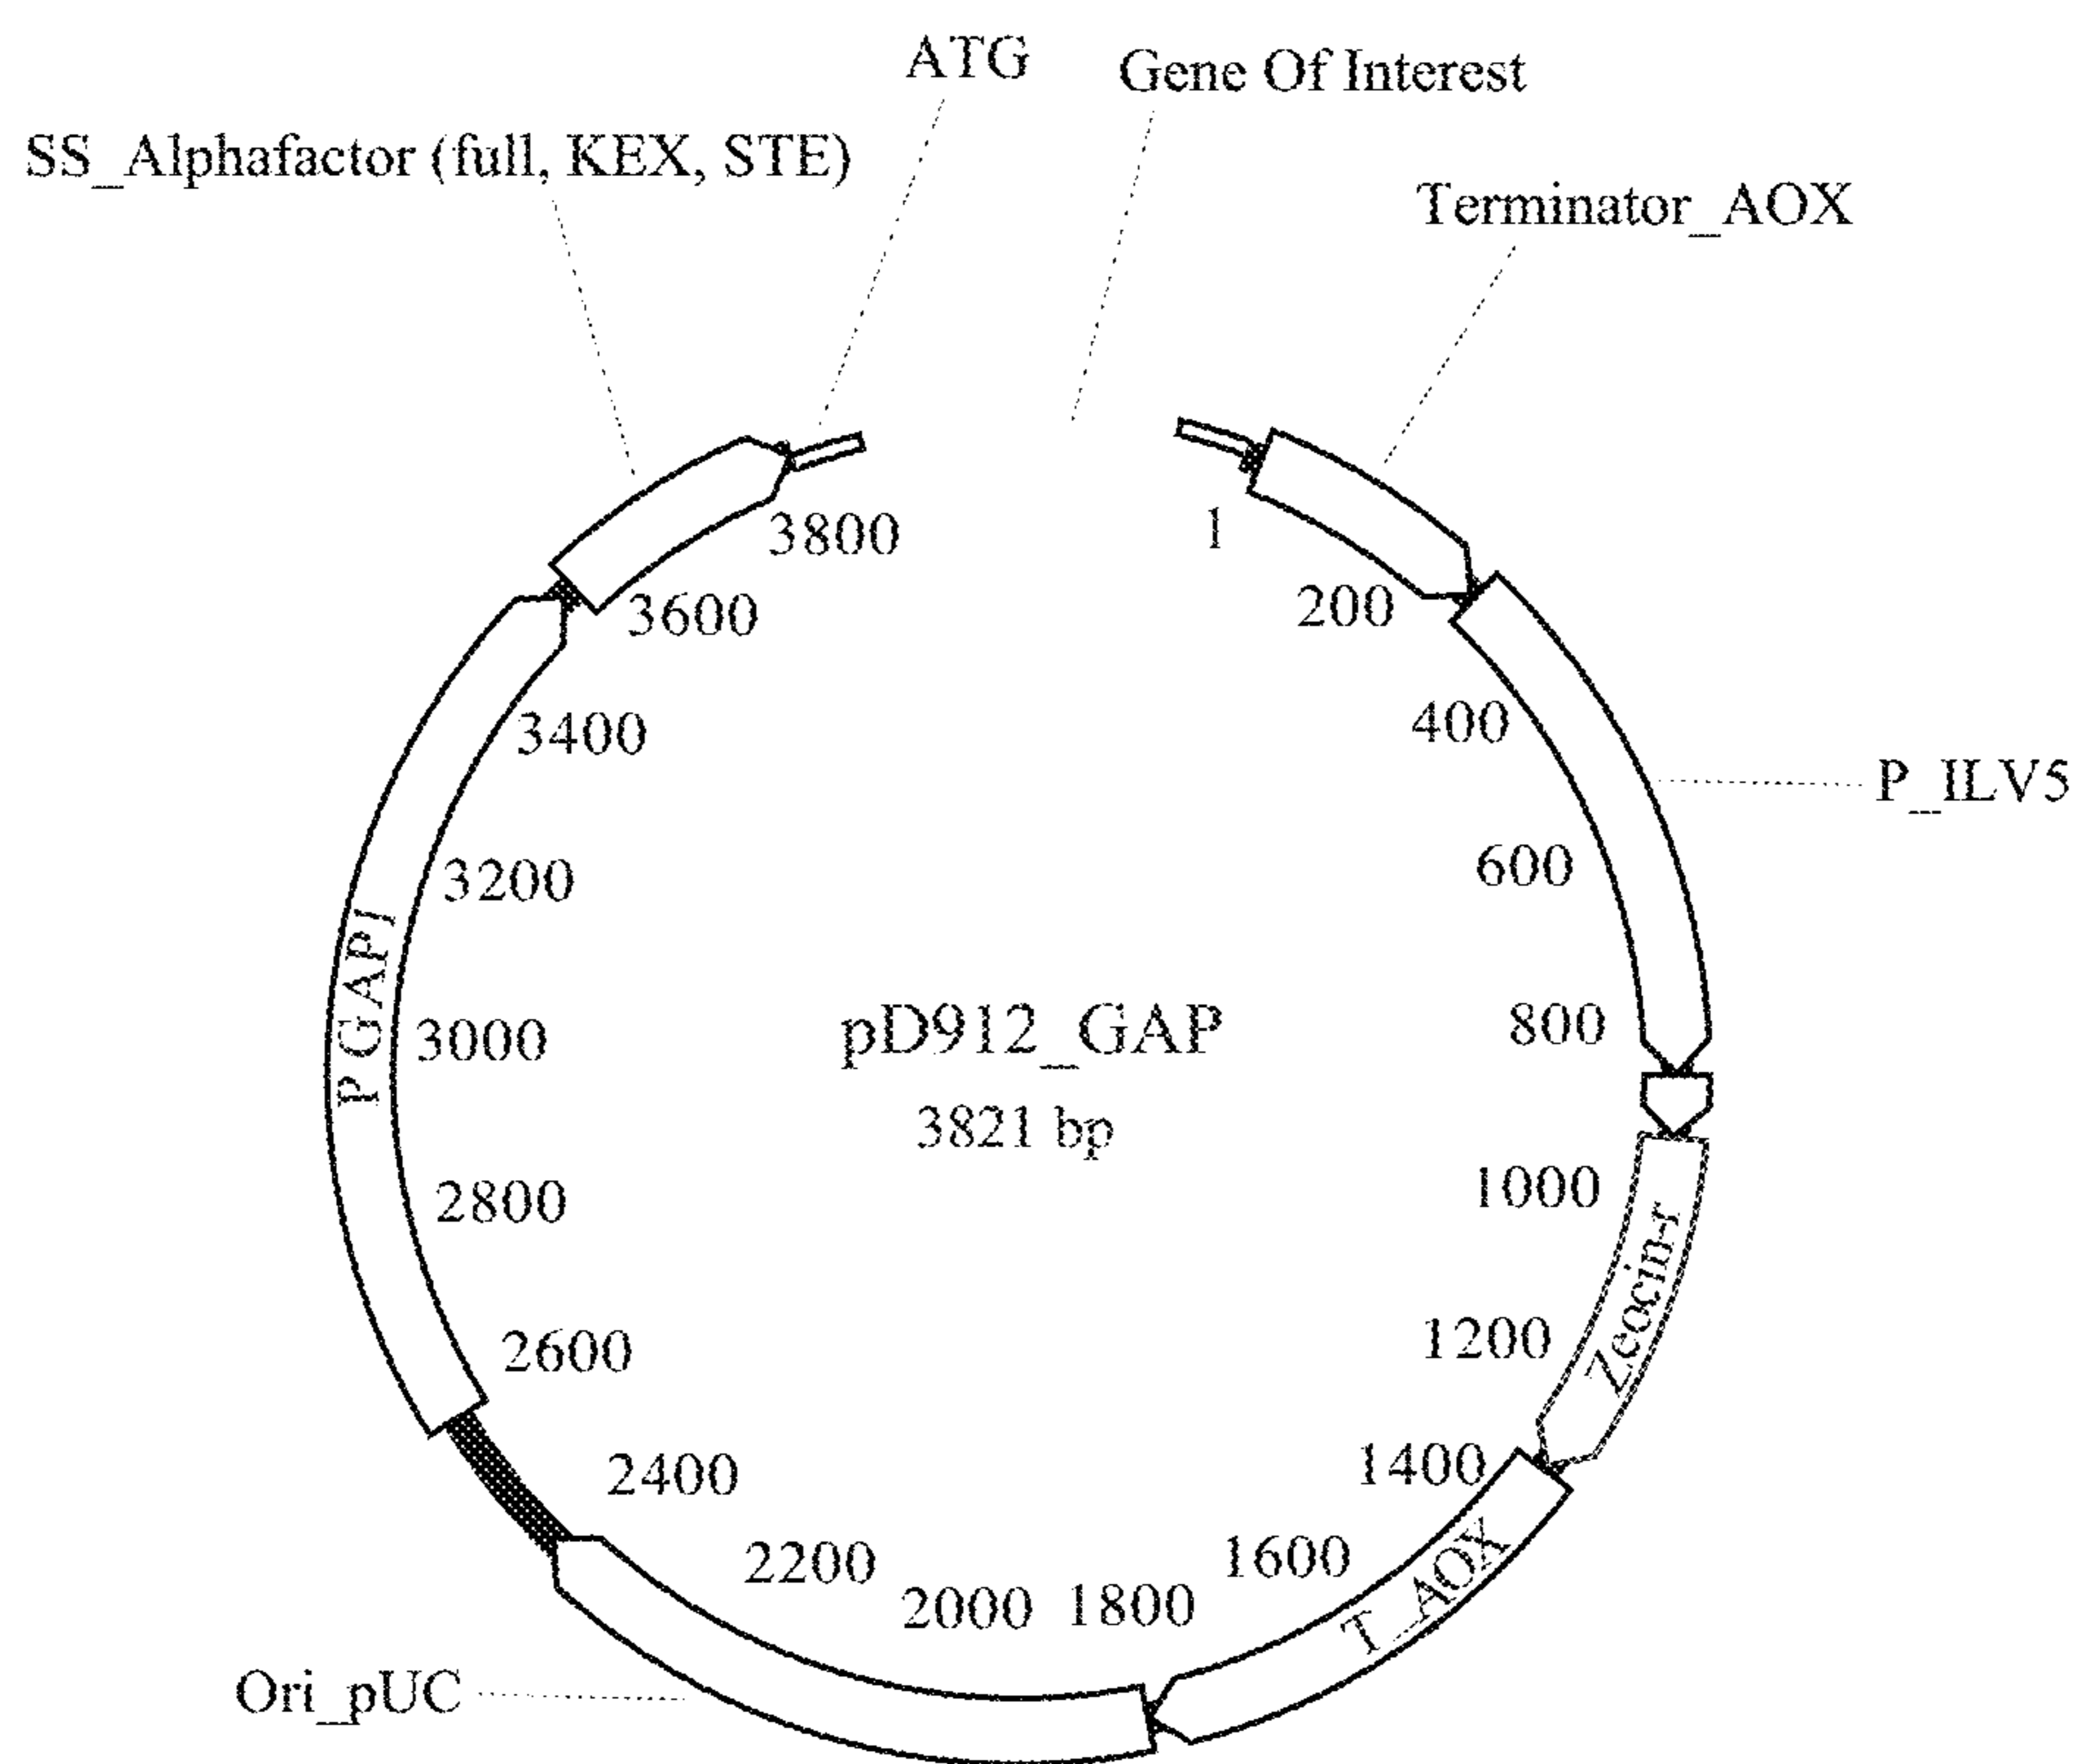 ATG
Gene Of Interest
SS_Alphafactor (full, KEX, STE)
Terminator_AOX
3800
1
3600
200
3400
400
P_ILV5
3200
600
P GAP1
3000
pD912_GAP
3821 bp
800
2800
1000
Zeocin-r
2600
1200
2400
1400
2200
2000
1800
1600
T_AOX
Ori_pUC